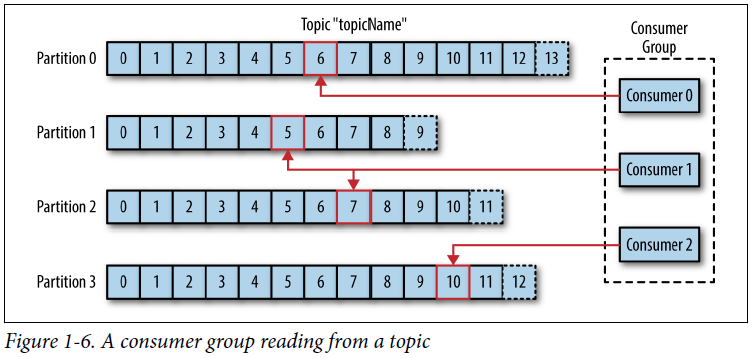 Topic "topicName"
Consumer
Group
Partition 0
0 1 2 3 4 5 6 7 8 9 10 11 12 13
Consumer 0
Partition 1
0 1 2 3 4 5 6 7 8 9
Consumer 1
Partition 2
0 1 2 3 4 5 6 7 8 9 10 11
Consumer 2
Partition 3
0 1 2 3 4 5 6 7 8 9 10 11 12
Figure 1-6. A consumer group reading from a topic